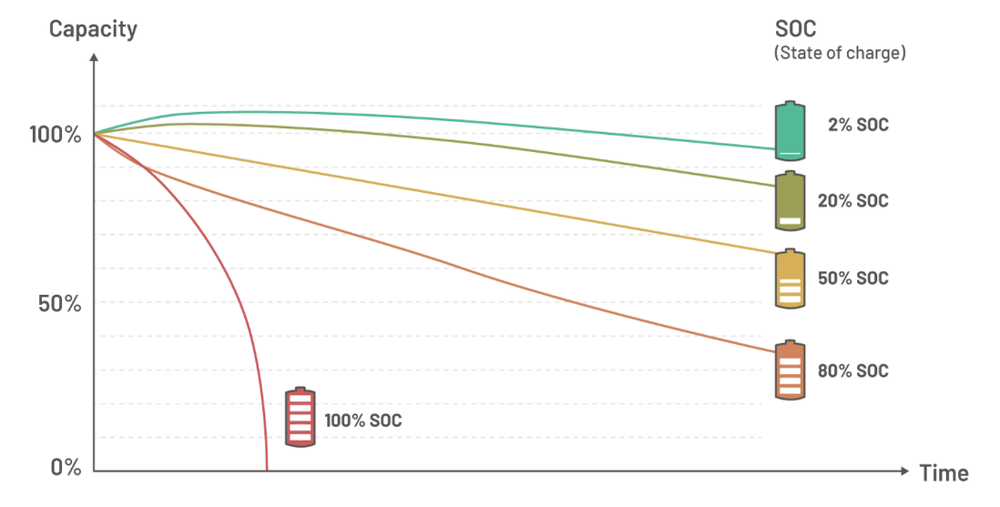 Capacity
SOC
(State of charge)
100%
2% SOC
20% SOC
50% SOC
50%
80% SOC
100% SOC
0%
Time